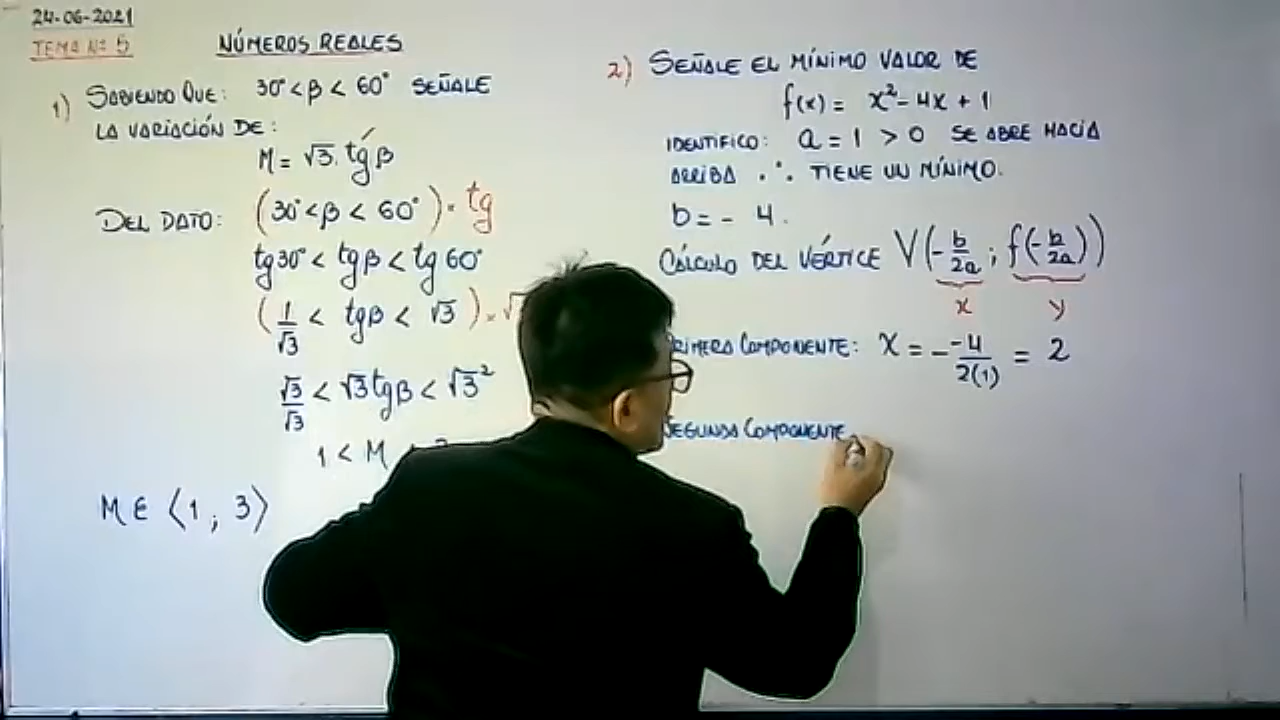 24-06-2021
TEMA Nº 5
NÚMEROS REALES
1) SABIENDO QUE: 30° < β < 60° SEÑALE
LA VARIACIÓN DE:
M = √3. tgβ
DEL DATO: (30° < β < 60°) × tg
tg30° < tgβ < tg60°
(1/√3 < tgβ < √3) × √
√3/√3 < √3tgβ < √3²
1 < M
M ∈ ⟨1 ; 3⟩
2) SEÑALE EL MÍNIMO VALOR DE
f(x) = x² - 4x + 1
IDENTIFICO: a = 1 > 0 SE ABRE HACIA
ARRIBA ∴ TIENE UN MÍNIMO.
b = - 4.
CÁLCULO DEL VÉRTICE V(-b/2a ; f(-b/2a))
x y
RIMERA COMPONENTE: x = - -4/2(1) = 2
SEGUNDA COMPONENTE